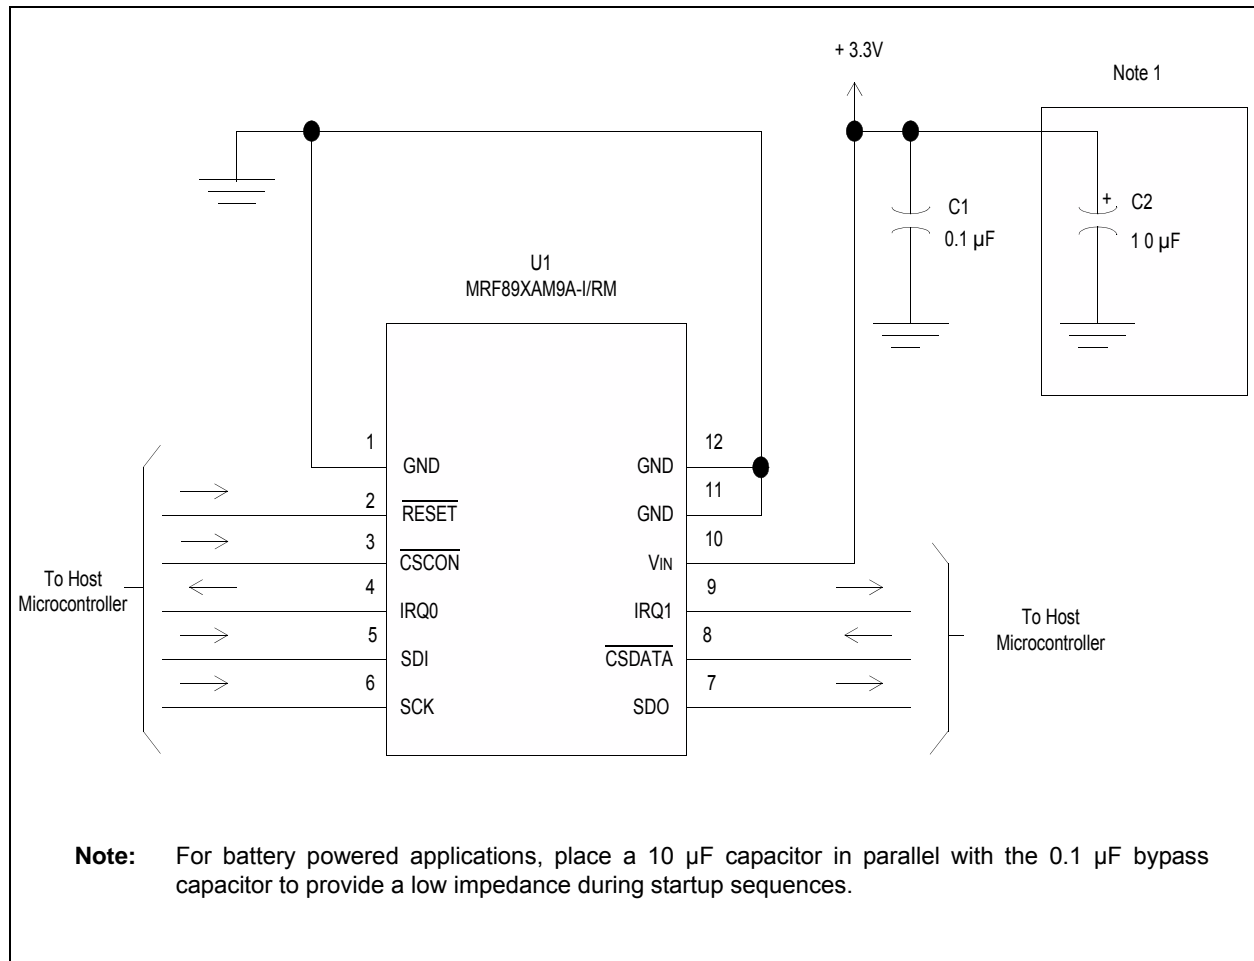 + 3.3V
Note 1
C1
0.1 µF
+
C2
1 0 µF
U1
MRF89XAM9A-I/RM
1
GND
2
RESET
3
CSCON
4
IRQ0
5
SDI
6
SCK
12
GND
11
GND
10
VIN
9
IRQ1
8
CSDATA
7
SDO
To Host
Microcontroller
To Host
Microcontroller
Note: For battery powered applications, place a 10 µF capacitor in parallel with the 0.1 µF bypass
capacitor to provide a low impedance during startup sequences.